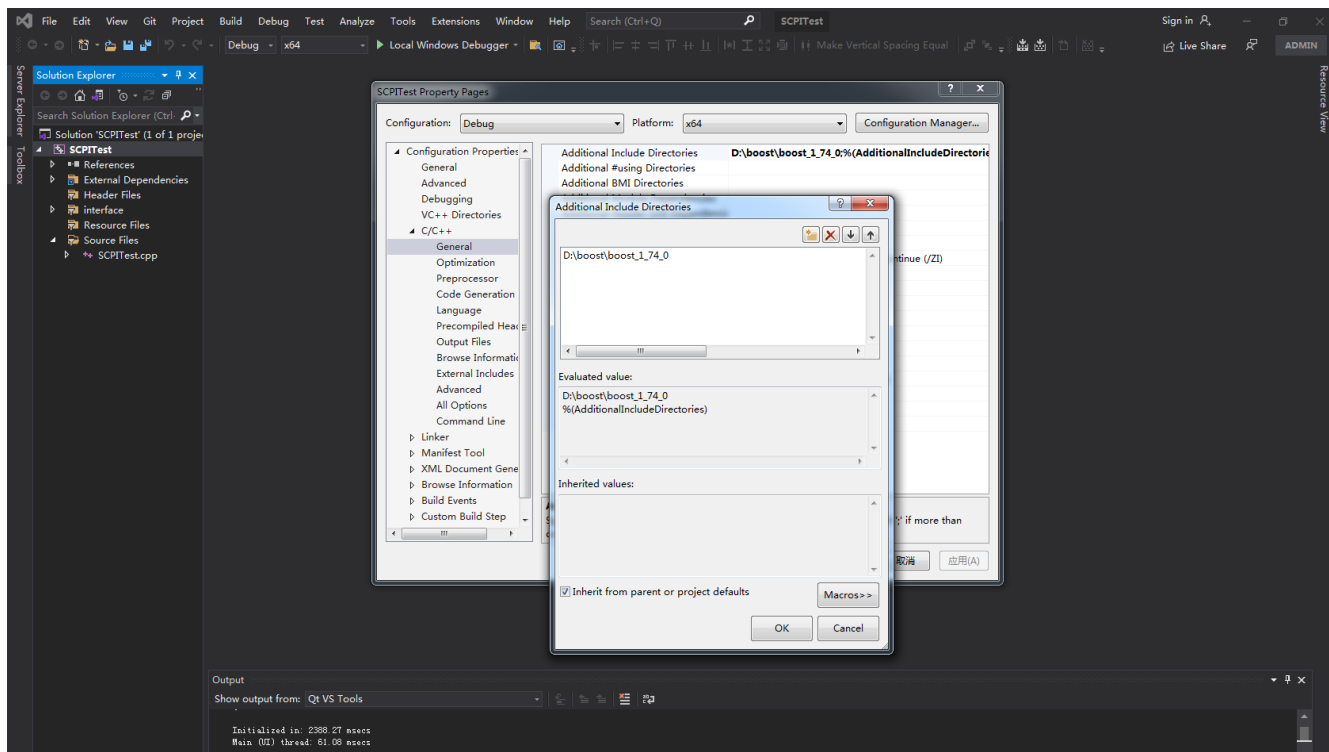 File Edit View Git Project Build Debug Test Analyze Tools Extensions Window Help Search (Ctrl+Q) SCPITest Sign in
Debug x64 Local Windows Debugger Make Vertical Spacing Equal Live Share ADMIN
Server Explorer
Toolbox
Solution Explorer
Search Solution Explorer (Ctrl-
Solution 'SCPITest' (1 of 1 proje
SCPITest
References
External Dependencies
Header Files
interface
Resource Files
Source Files
SCPITest.cpp
SCPITest Property Pages
Configuration: Debug Platform: x64 Configuration Manager...
Configuration Properties
General
Advanced
Debugging
VC++ Directories
C/C++
General
Optimization
Preprocessor
Code Generation
Language
Precompiled Head
Output Files
Browse Informatic
External Includes
Advanced
All Options
Command Line
Linker
Manifest Tool
XML Document Gene
Browse Information
Build Events
Custom Build Step
Additional Include Directories D:\boost\boost_1_74_0;%(AdditionalIncludeDirectorie
Additional #using Directories
Additional BMI Directories
ntinue (/ZI)
';' if more than
取消 应用(A)
Additional Include Directories
D:\boost\boost_1_74_0
Evaluated value:
D:\boost\boost_1_74_0
%(AdditionalIncludeDirectories)
Inherited values:
Inherit from parent or project defaults
Macros>>
OK Cancel
Resource View
Output
Show output from: Qt VS Tools
Initialized in: 2388.27 msecs
Main (UI) thread: 61.08 msecs